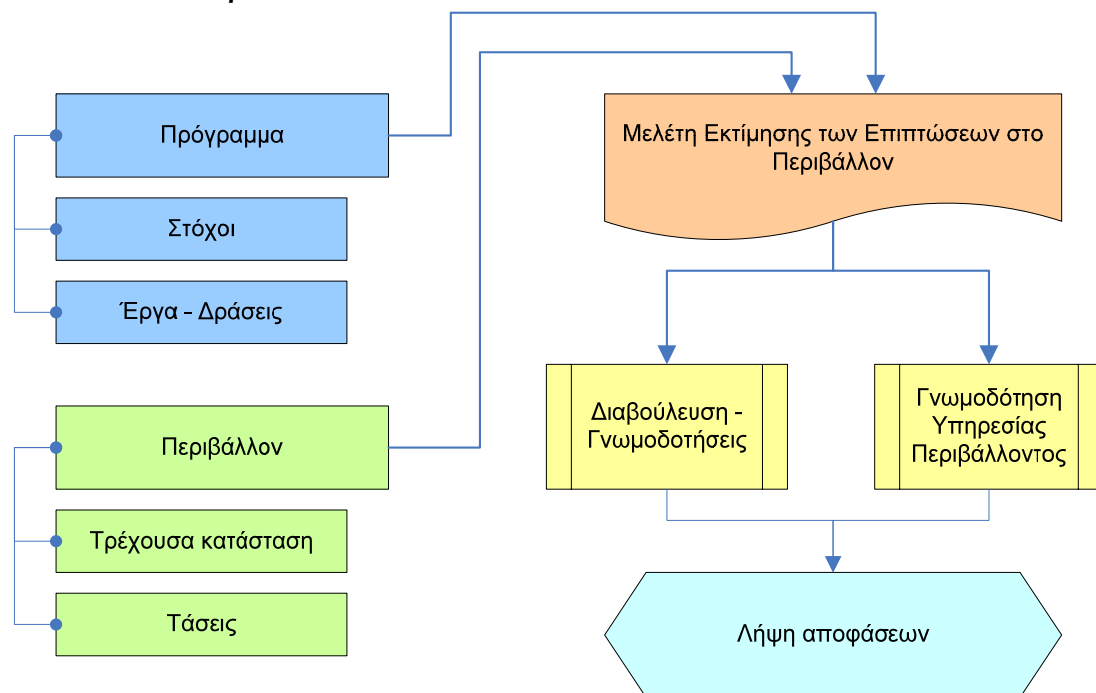 Πρόγραμμα
Στόχοι
Έργα - Δράσεις
Περιβάλλον
Τρέχουσα κατάσταση
Τάσεις
Μελέτη Εκτίμησης των Επιπτώσεων στο
Περιβάλλον
Διαβούλευση -
Γνωμοδοτήσεις
Γνωμοδότηση
Υπηρεσίας
Περιβάλλοντος
Λήψη αποφάσεων